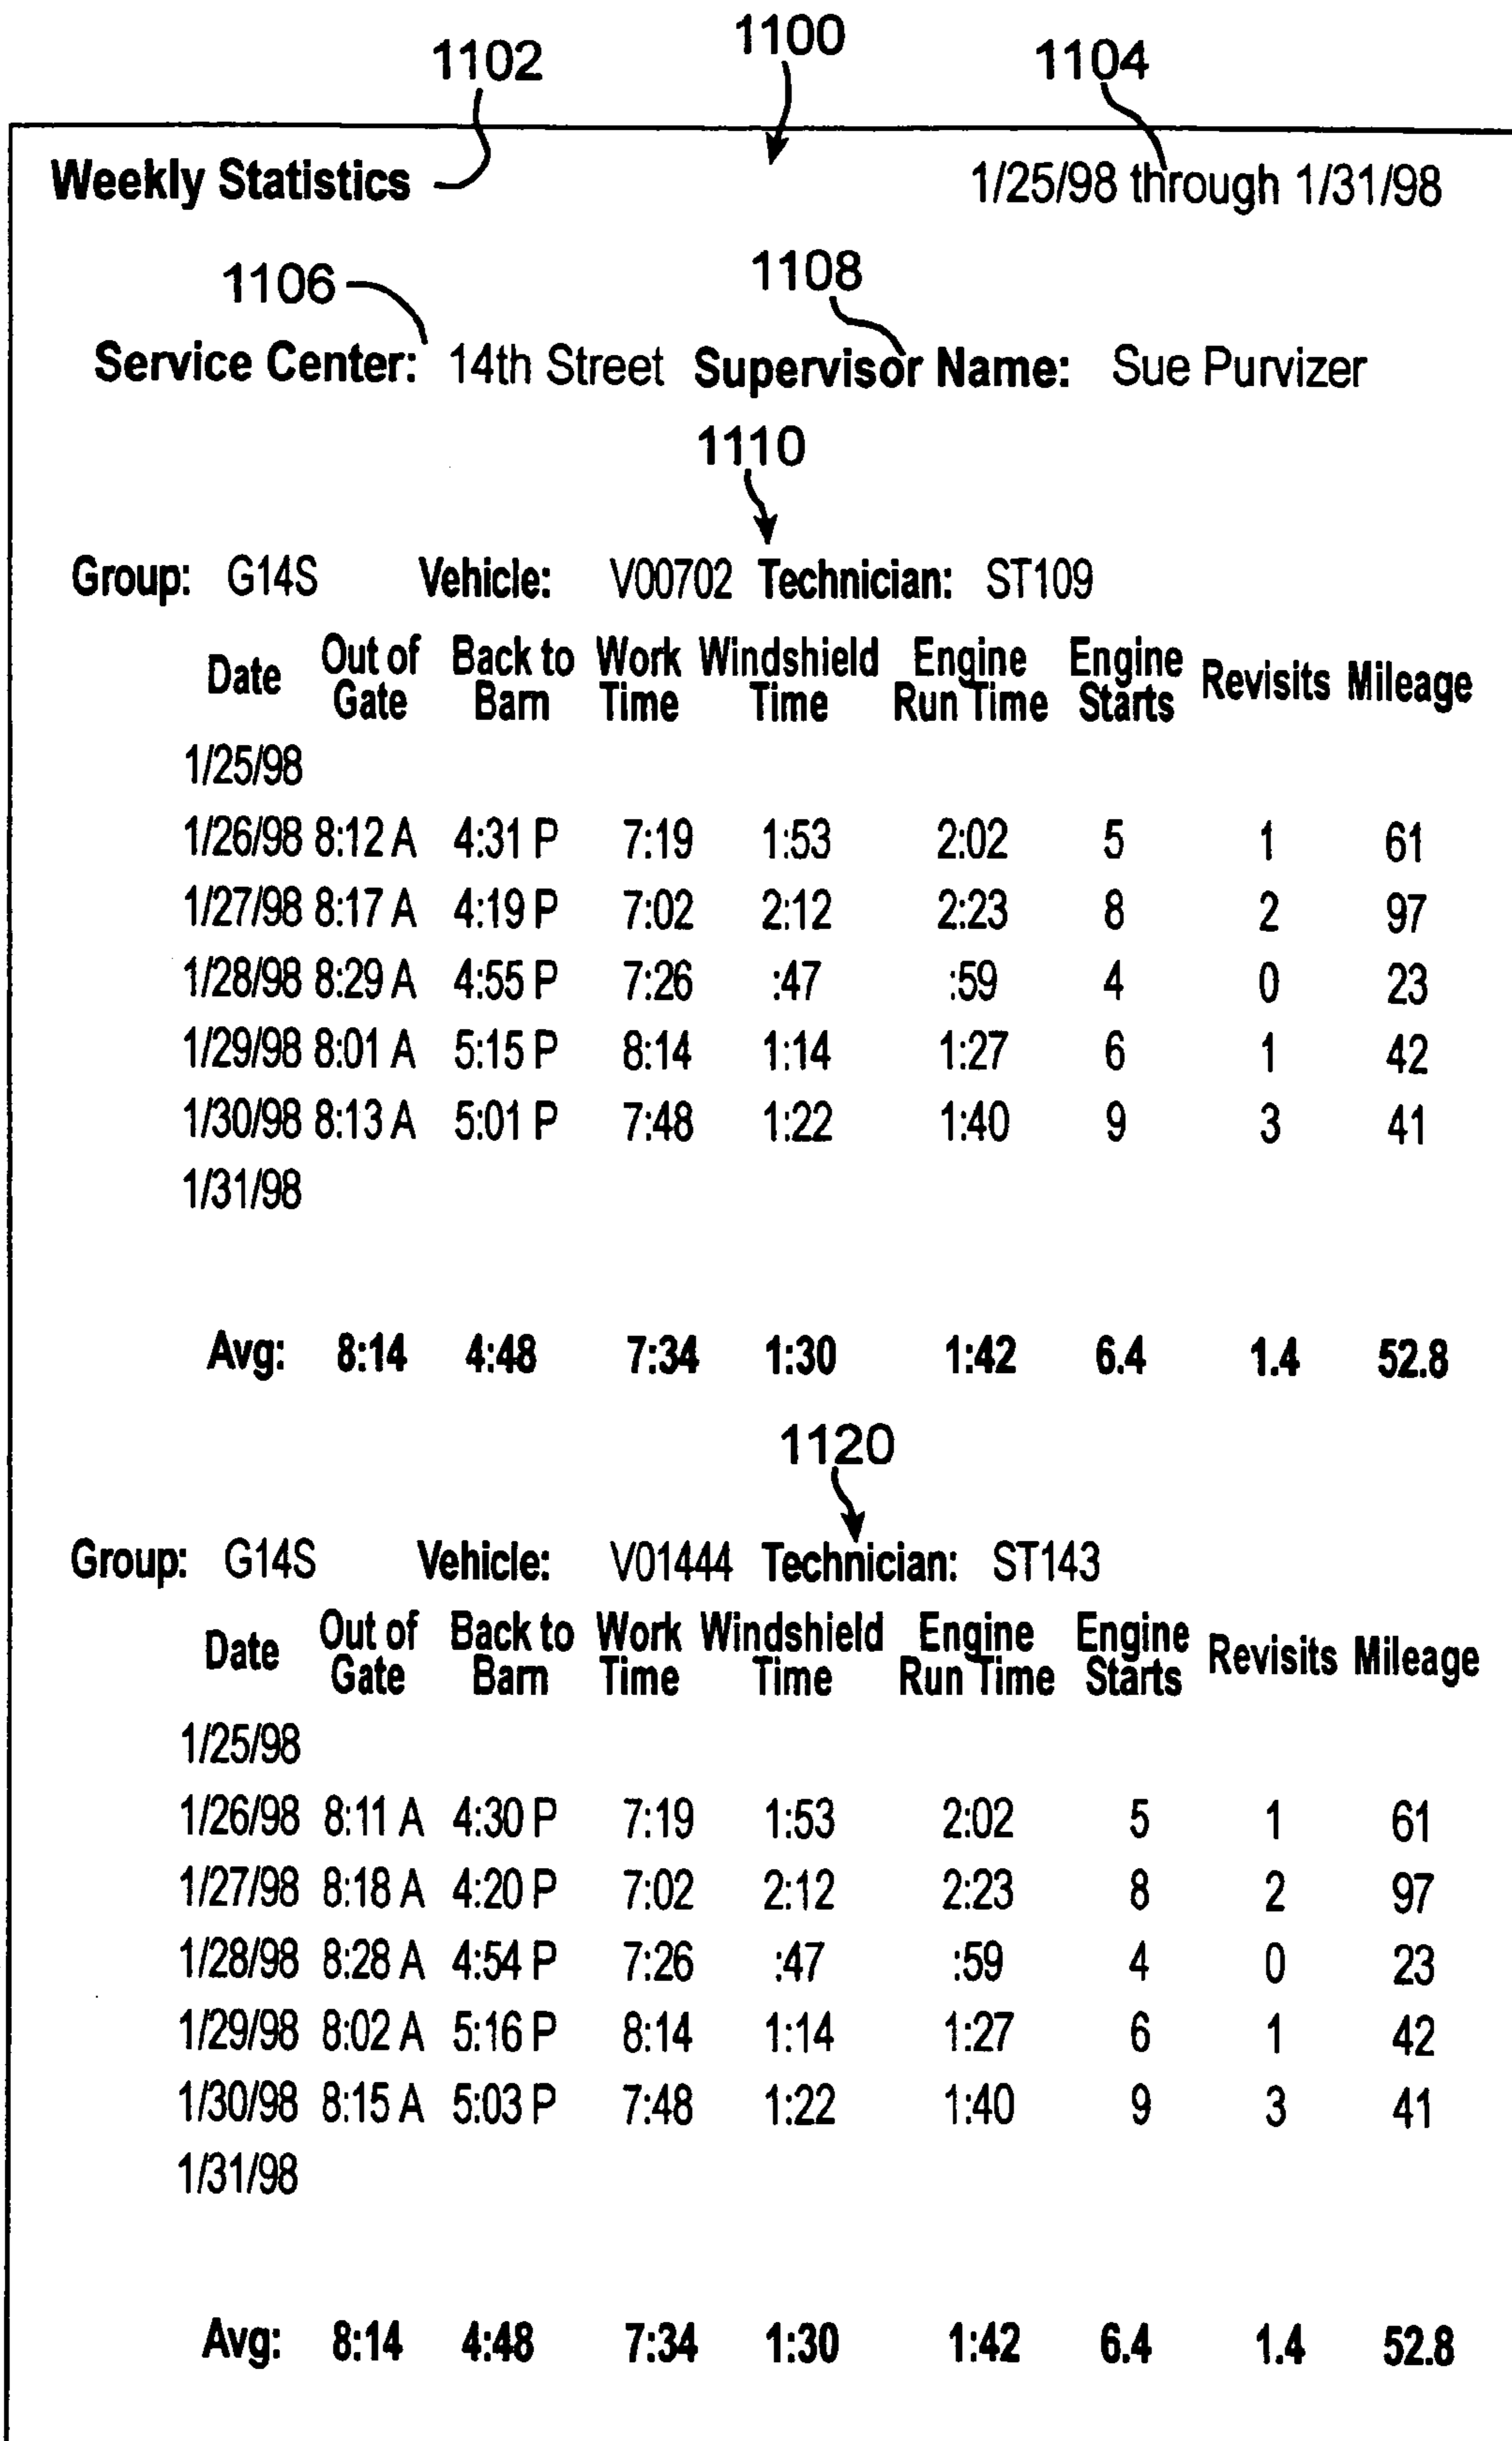 1102 1100 1104
Weekly Statistics 1/25/98 through 1/31/98
1106 1108
Service Center: 14th Street Supervisor Name: Sue Purvizer
1110
Group: G14S Vehicle: V00702 Technician: ST109
Date Out of Gate Back to Barn Work Time Windshield Time Engine Run Time Engine Starts Revisits Mileage
1/25/98
1/26/98 8:12 A 4:31 P 7:19 1:53 2:02 5 1 61
1/27/98 8:17 A 4:19 P 7:02 2:12 2:23 8 2 97
1/28/98 8:29 A 4:55 P 7:26 :47 :59 4 0 23
1/29/98 8:01 A 5:15 P 8:14 1:14 1:27 6 1 42
1/30/98 8:13 A 5:01 P 7:48 1:22 1:40 9 3 41
1/31/98
Avg: 8:14 4:48 7:34 1:30 1:42 6.4 1.4 52.8
1120
Group: G14S Vehicle: V01444 Technician: ST143
Date Out of Gate Back to Barn Work Time Windshield Time Engine Run Time Engine Starts Revisits Mileage
1/25/98
1/26/98 8:11 A 4:30 P 7:19 1:53 2:02 5 1 61
1/27/98 8:18 A 4:20 P 7:02 2:12 2:23 8 2 97
1/28/98 8:28 A 4:54 P 7:26 :47 :59 4 0 23
1/29/98 8:02 A 5:16 P 8:14 1:14 1:27 6 1 42
1/30/98 8:15 A 5:03 P 7:48 1:22 1:40 9 3 41
1/31/98
Avg: 8:14 4:48 7:34 1:30 1:42 6.4 1.4 52.8